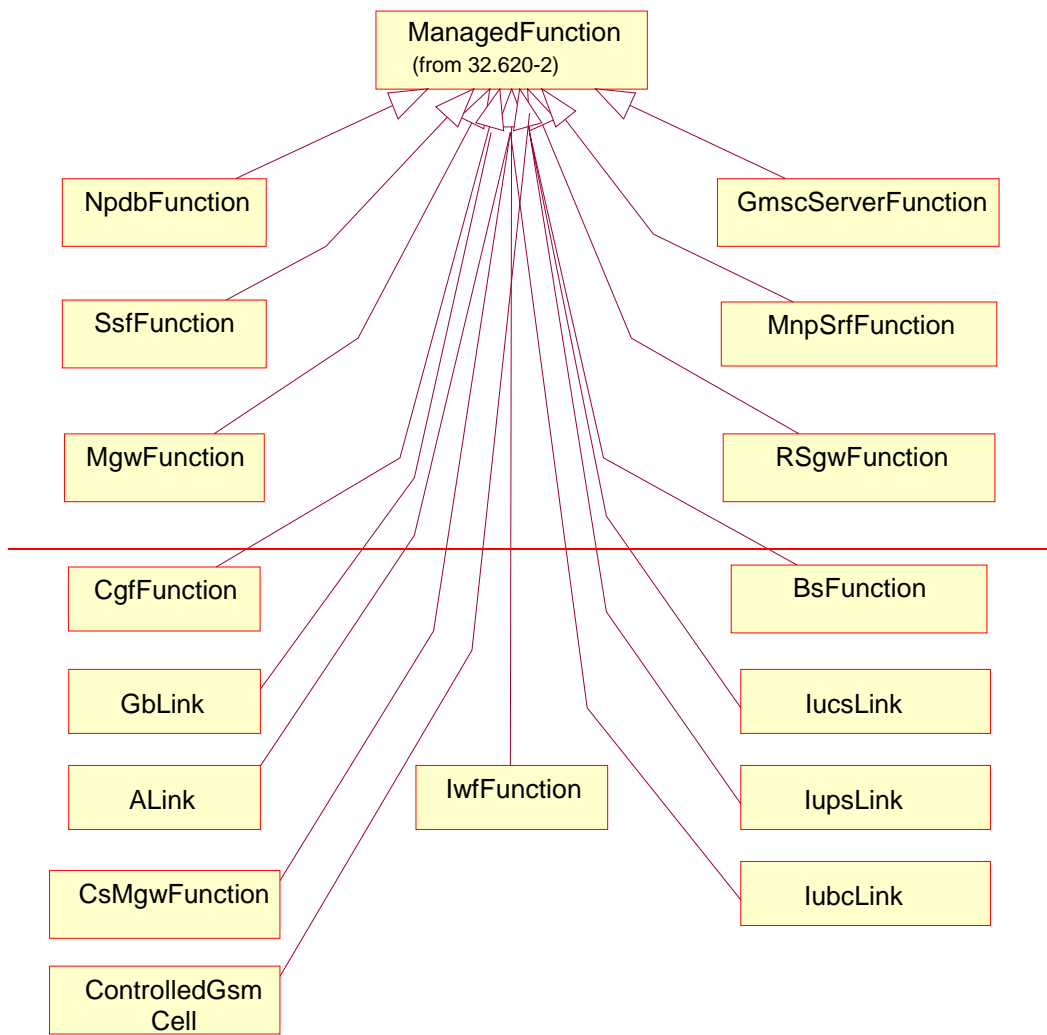 ManagedFunction
(from 32.620-2)
NpdbFunction
GmscServerFunction
SsfFunction
MnpSrfFunction
MgwFunction
RSgwFunction
CgfFunction
BsFunction
GbLink
IucsLink
ALink
IwfFunction
IupsLink
CsMgwFunction
IubcLink
ControlledGsm
Cell